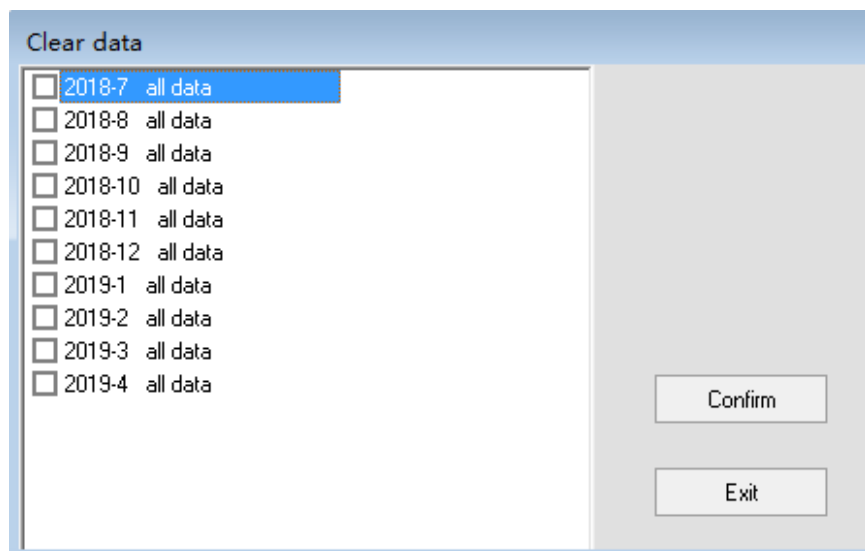 Clear data
2018-7 all data
2018-8 all data
2018-9 all data
2018-10 all data
2018-11 all data
2018-12 all data
2019-1 all data
2019-2 all data
2019-3 all data
2019-4 all data
Confirm
Exit